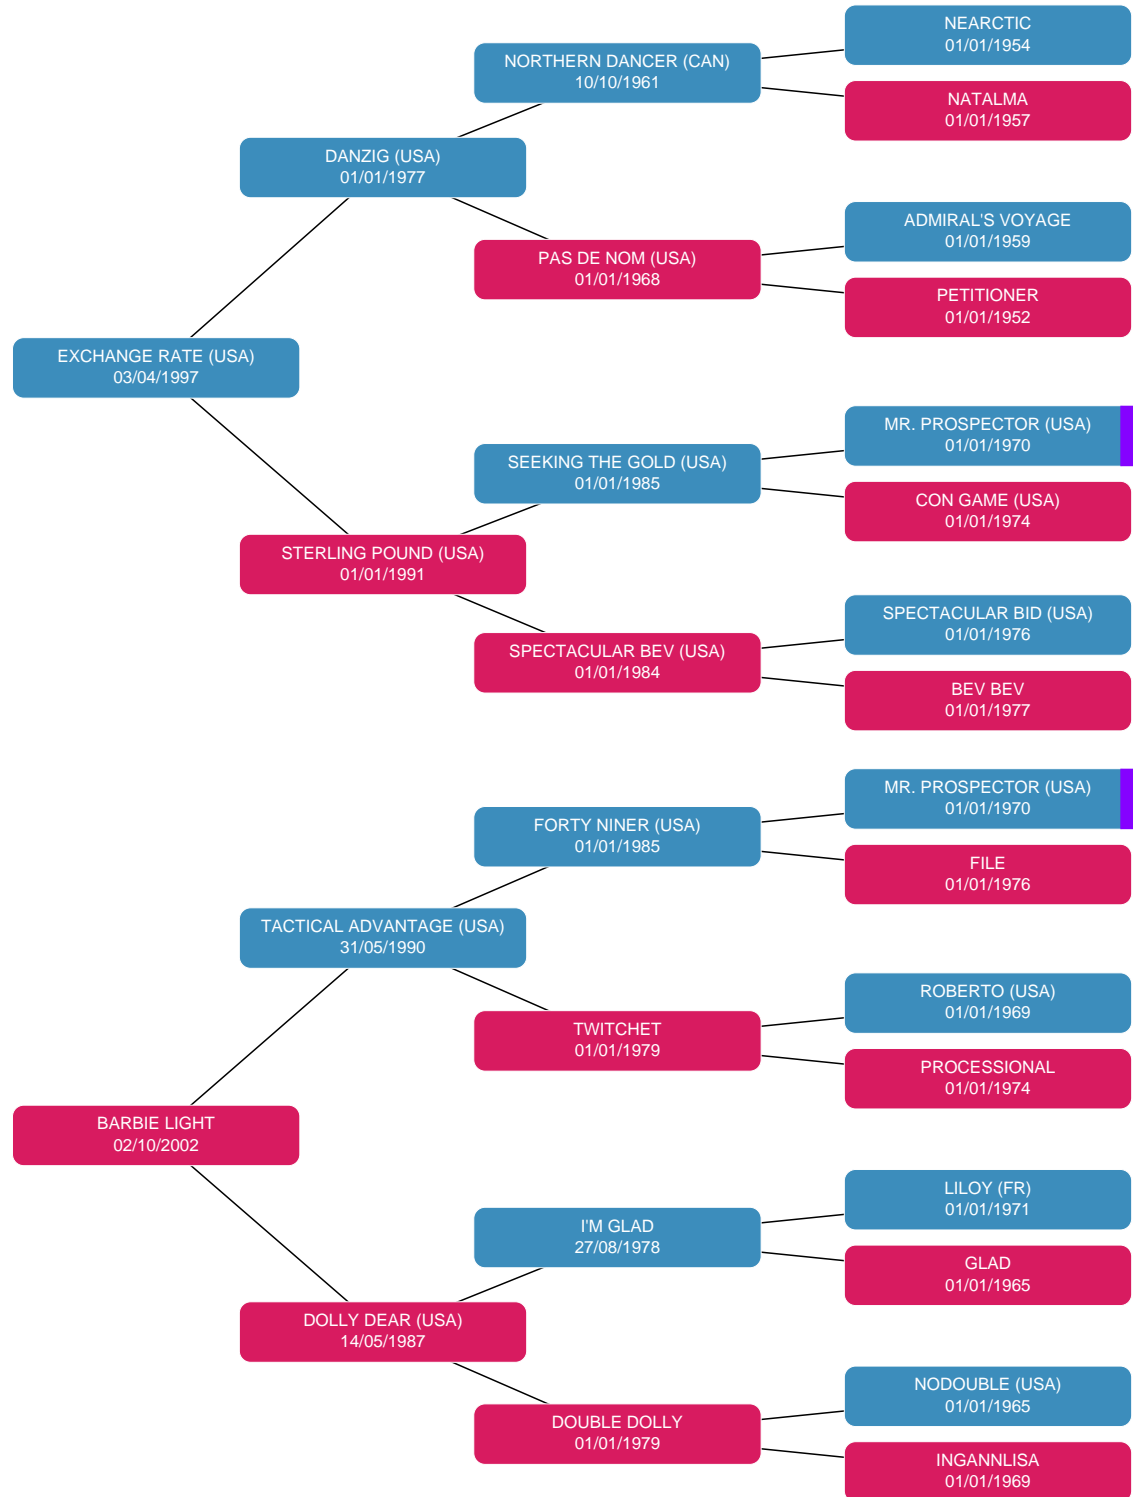 NEARCTIC
01/01/1954
NORTHERN DANCER (CAN)
10/10/1961
NATALMA
01/01/1957
DANZIG (USA)
01/01/1977
ADMIRAL'S VOYAGE
01/01/1959
PAS DE NOM (USA)
01/01/1968
PETITIONER
01/01/1952
EXCHANGE RATE (USA)
03/04/1997
MR. PROSPECTOR (USA)
01/01/1970
SEEKING THE GOLD (USA)
01/01/1985
CON GAME (USA)
01/01/1974
STERLING POUND (USA)
01/01/1991
SPECTACULAR BID (USA)
01/01/1976
SPECTACULAR BEV (USA)
01/01/1984
BEV BEV
01/01/1977
MR. PROSPECTOR (USA)
01/01/1970
FORTY NINER (USA)
01/01/1985
FILE
01/01/1976
TACTICAL ADVANTAGE (USA)
31/05/1990
ROBERTO (USA)
01/01/1969
TWITCHET
01/01/1979
PROCESSIONAL
01/01/1974
BARBIE LIGHT
02/10/2002
LILOY (FR)
01/01/1971
I'M GLAD
27/08/1978
GLAD
01/01/1965
DOLLY DEAR (USA)
14/05/1987
NODOUBLE (USA)
01/01/1965
DOUBLE DOLLY
01/01/1979
INGANNLISA
01/01/1969